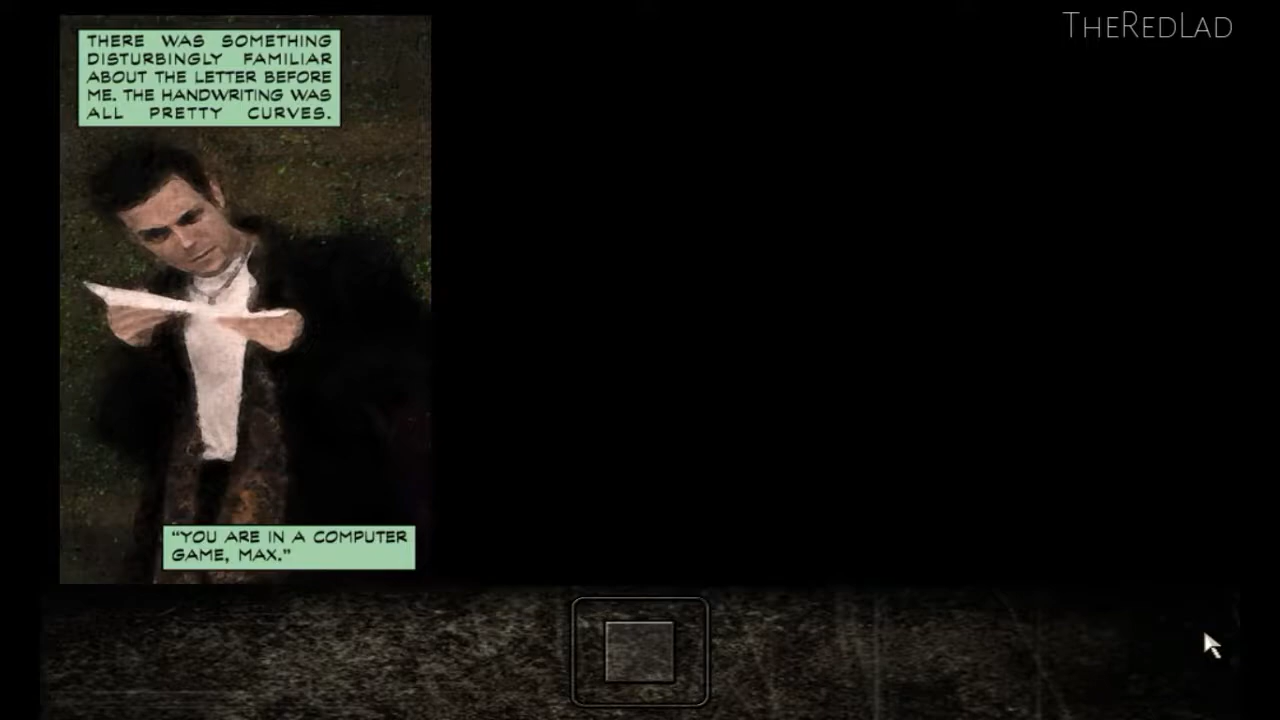 TheRedLad
THERE WAS SOMETHING
DISTURBINGLY FAMILIAR
ABOUT THE LETTER BEFORE
ME. THE HANDWRITING WAS
ALL PRETTY CURVES.
“YOU ARE IN A COMPUTER
GAME, MAX.”